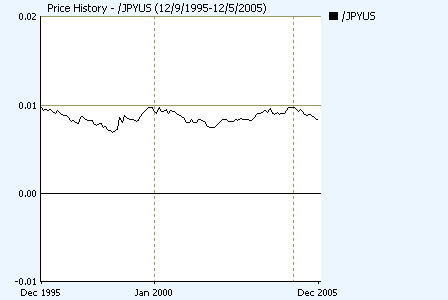 Price History - /JPYUS (12/9/1995-12/5/2005)
/JPYUS
0.02
0.01
0.00
-0.01
Dec 1995 Jan 2000 Dec 2005